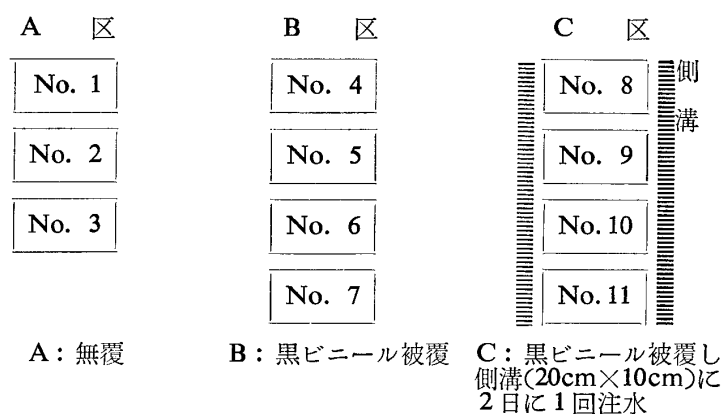 A 区
B 区
C 区
No. 1
No. 4
No. 8
側溝
No. 2
No. 5
No. 9
No. 3
No. 6
No. 10
No. 7
No. 11
A：無覆
B：黒ビニール被覆
C：黒ビニール被覆し
側溝(20cm×10cm)に
2日に1回注水